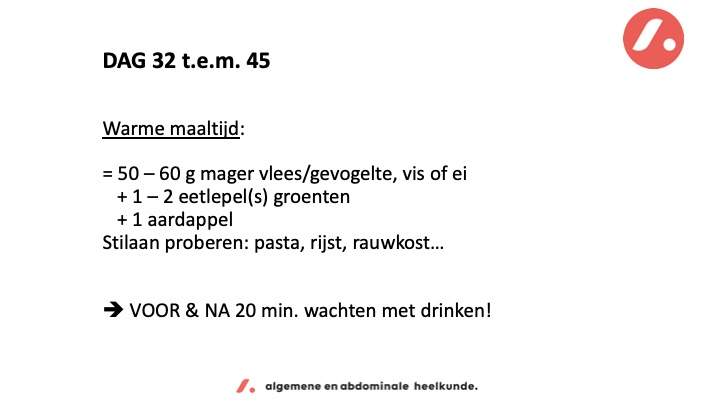 DAG 32 t.e.m. 45
Warme maaltijd:
= 50 – 60 g mager vlees/gevogelte, vis of ei
+ 1 – 2 eetlepel(s) groenten
+ 1 aardappel
Stilaan proberen: pasta, rijst, rauwkost…
➔ VOOR & NA 20 min. wachten met drinken!
algemene en abdominale heelkunde.